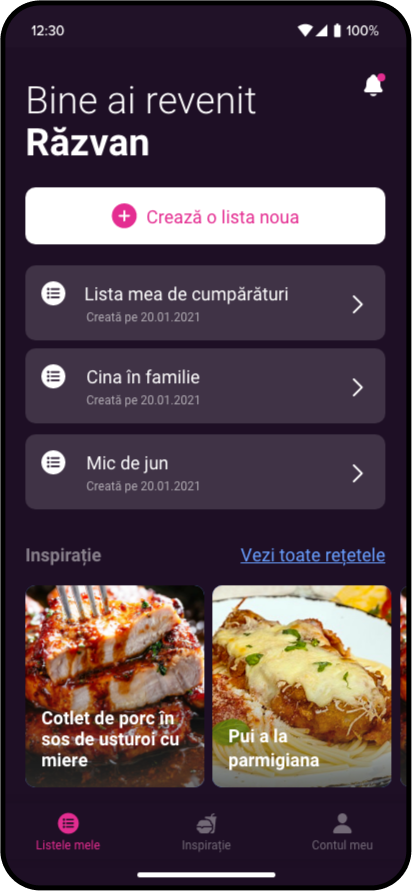 12:30
100%
Bine ai revenit
Răzvan
Crează o lista noua
Lista mea de cumpărături
Creată pe 20.01.2021
Cina în familie
Creată pe 20.01.2021
Mic de jun
Creată pe 20.01.2021
Inspirație
Vezi toate rețetele
Cotlet de porc în
sos de usturoi cu
miere
Pui a la
parmigiana
Listele mele
Inspirație
Contul meu